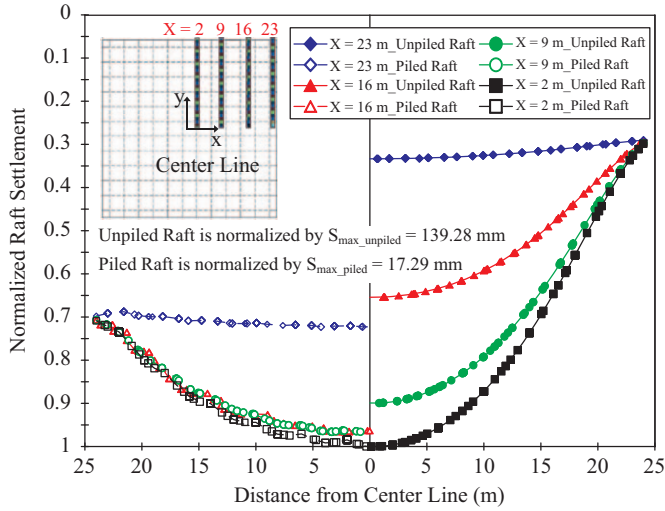 0
0.1
0.2
0.3
0.4
0.5
0.6
0.7
0.8
0.9
1
Normalized Raft Settlement
X = 2 9 16 23
y
x
Center Line
X = 23 m_Unpiled Raft
X = 23 m_Piled Raft
X = 16 m_Unpiled Raft
X = 16 m_Piled Raft
X = 9 m_Unpiled Raft
X = 9 m_Piled Raft
X = 2 m_Unpiled Raft
X = 2 m_Piled Raft
Unpiled Raft is normalized by Smax_unpiled = 139.28 mm
Piled Raft is normalized by Smax_piled = 17.29 mm
25 20 15 10 5 0 5 10 15 20 25
Distance from Center Line (m)